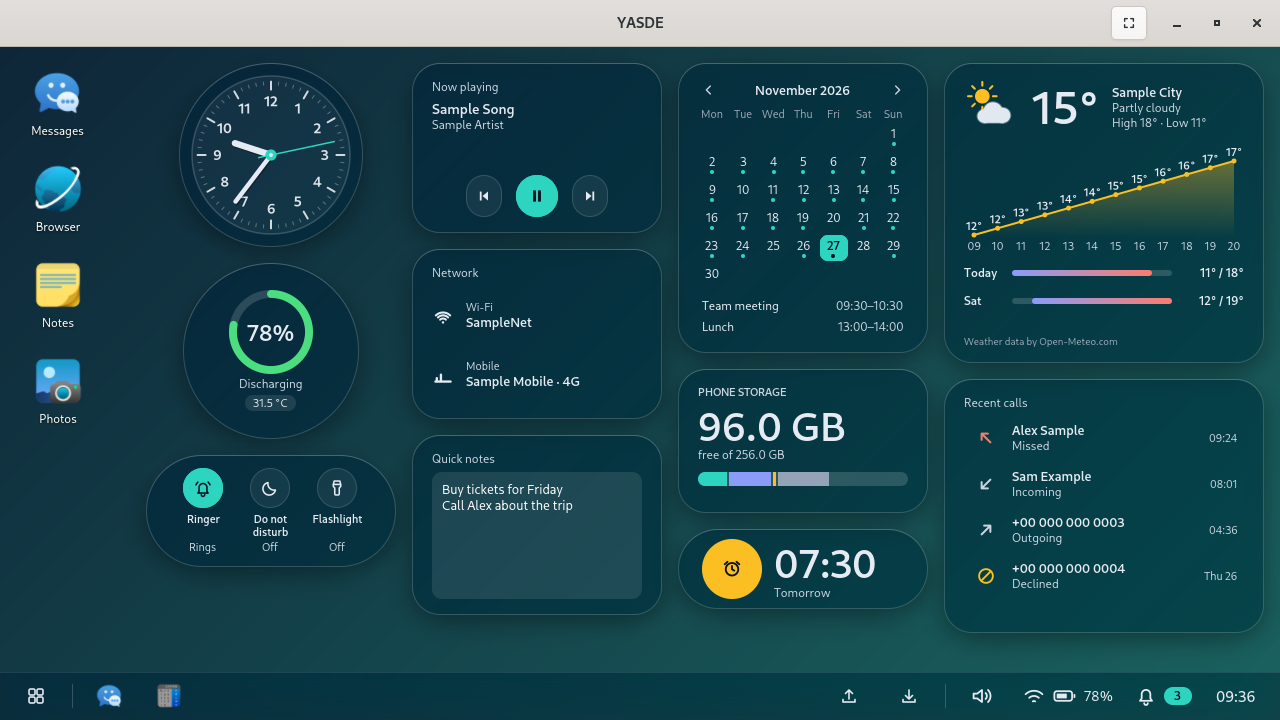 YASDE
Messages
Browser
Notes
Photos
12
1
2
3
4
5
6
7
8
9
10
11
78%
Discharging
31.5 °C
Ringer
Rings
Do not
disturb
Off
Flashlight
Off
Now playing
Sample Song
Sample Artist
Network
Wi-Fi
SampleNet
Mobile
Sample Mobile · 4G
Quick notes
Buy tickets for Friday
Call Alex about the trip
November 2026
Mon Tue Wed Thu Fri Sat Sun
1
2 3 4 5 6 7 8
9 10 11 12 13 14 15
16 17 18 19 20 21 22
23 24 25 26 27 28 29
30
Team meeting 09:30–10:30
Lunch 13:00–14:00
PHONE STORAGE
96.0 GB
free of 256.0 GB
07:30
Tomorrow
15°
Sample City
Partly cloudy
High 18° · Low 11°
12° 12° 13° 13° 14° 14° 15° 15° 16° 16° 17° 17°
09 10 11 12 13 14 15 16 17 18 19 20
Today 11° / 18°
Sat 12° / 19°
Weather data by Open-Meteo.com
Recent calls
Alex Sample
Missed
09:24
Sam Example
Incoming
08:01
+00 000 000 0003
Outgoing
04:36
+00 000 000 0004
Declined
Thu 26
78% 3 09:36